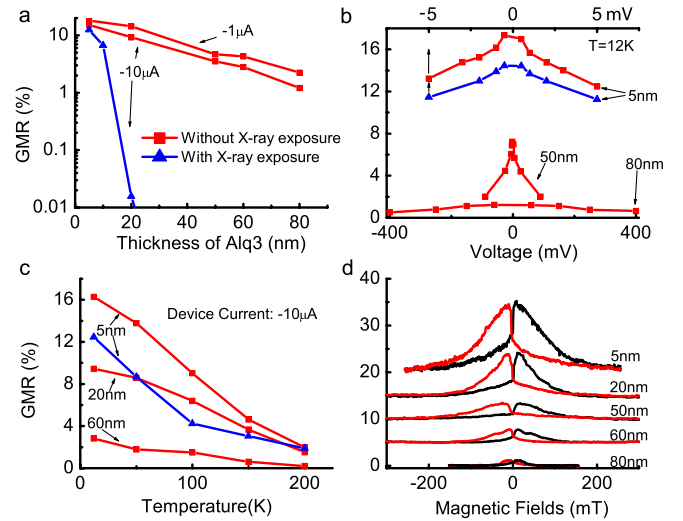 a
10
1
0.1
0.01
GMR (%)
-1μA
-10μA
Without X-ray exposure
With X-ray exposure
0 20 40 60 80
Thickness of Alq3 (nm)
b
-5 0 5 mV
16
12
8
4
0
T=12K
5nm
50nm
80nm
-400 -200 0 200 400
Voltage (mV)
c
16
12
8
4
0
GMR (%)
Device Current: -10μA
5nm
20nm
60nm
0 50 100 150 200
Temperature(K)
d
40
30
20
10
0
5nm
20nm
50nm
60nm
80nm
-200 0 200
Magnetic Fields (mT)